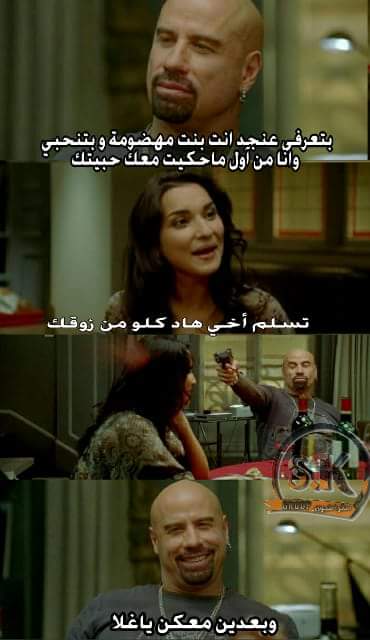 بتعرفي عنجد انت بنت مهضومة و بتنحبي
وانا من اول ماحكيت معك حبيتك
تسلم أخي هاد كلو من زوقك
S.K
وبعدين معكن ياغلا